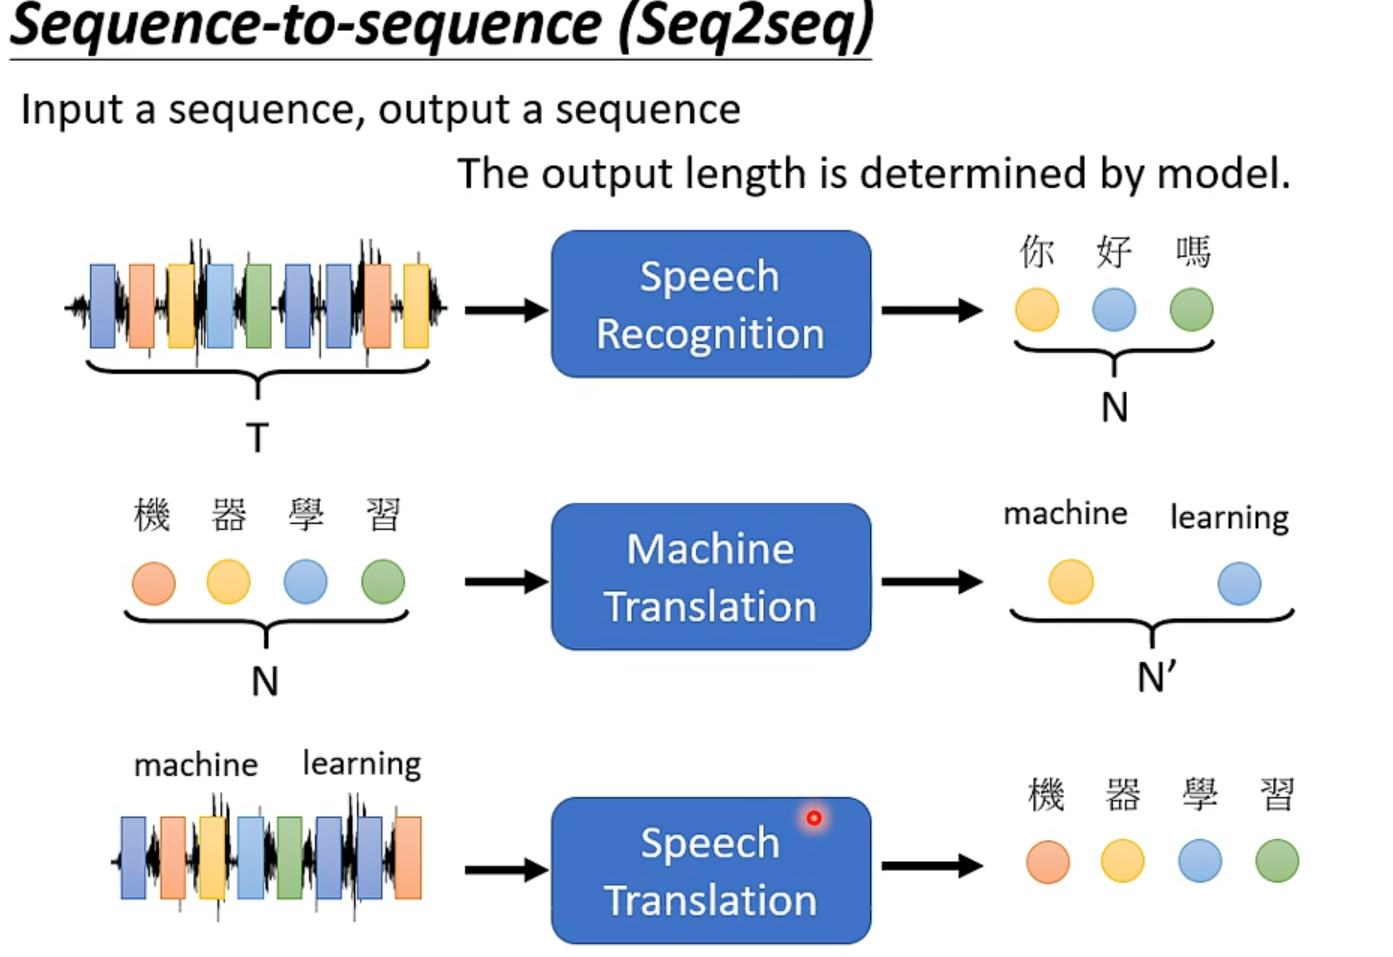 Sequence-to-sequence (Seq2seq)
Input a sequence, output a sequence
The output length is determined by model.
Speech
Recognition
你 好 嗎
T
N
機 器 學 習
Machine
Translation
machine learning
N
N’
machine learning
Speech
Translation
機 器 學 習